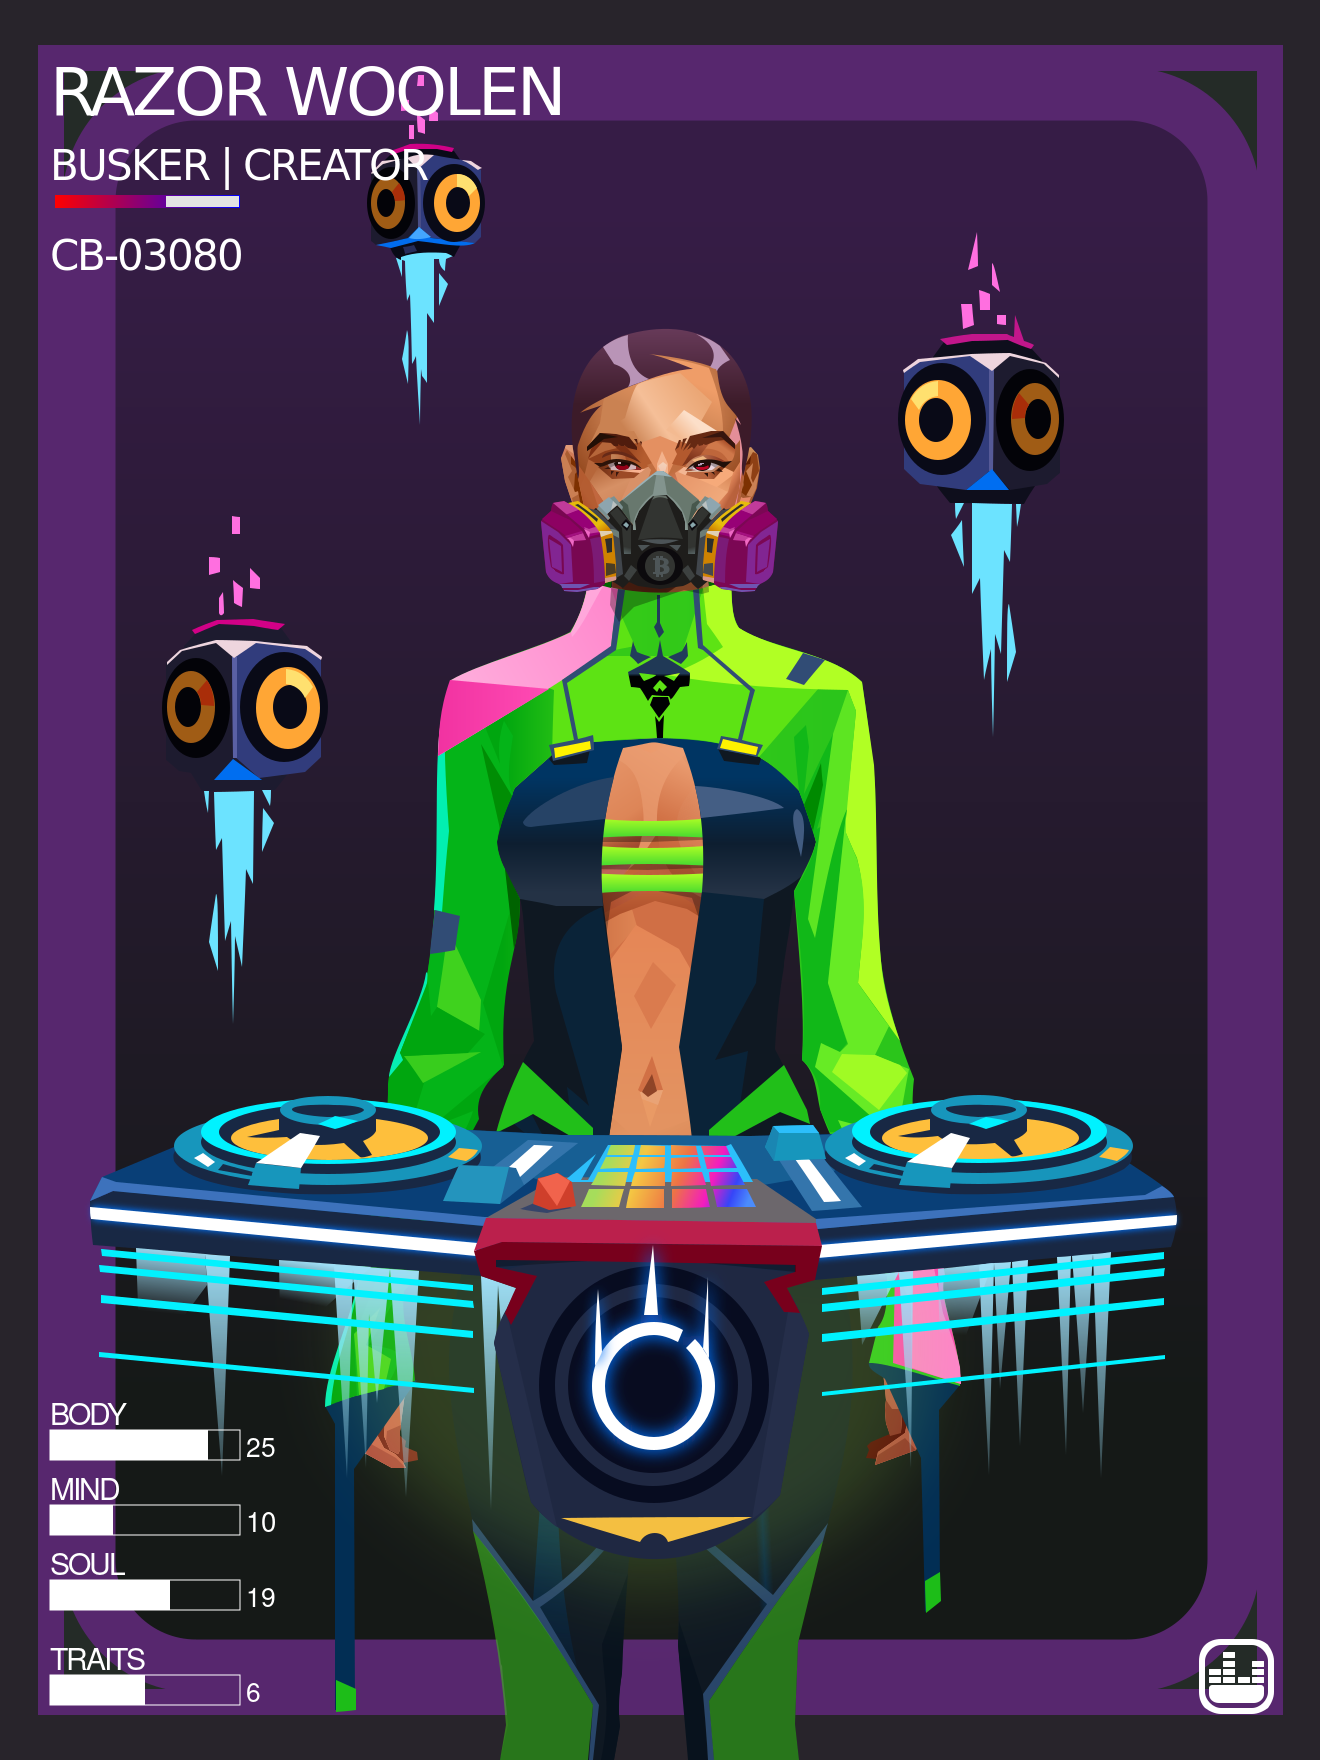 RAZOR WOOLEN
BUSKER | CREATOR
CB-03080
BODY
25
MIND
10
SOUL
19
TRAITS
6